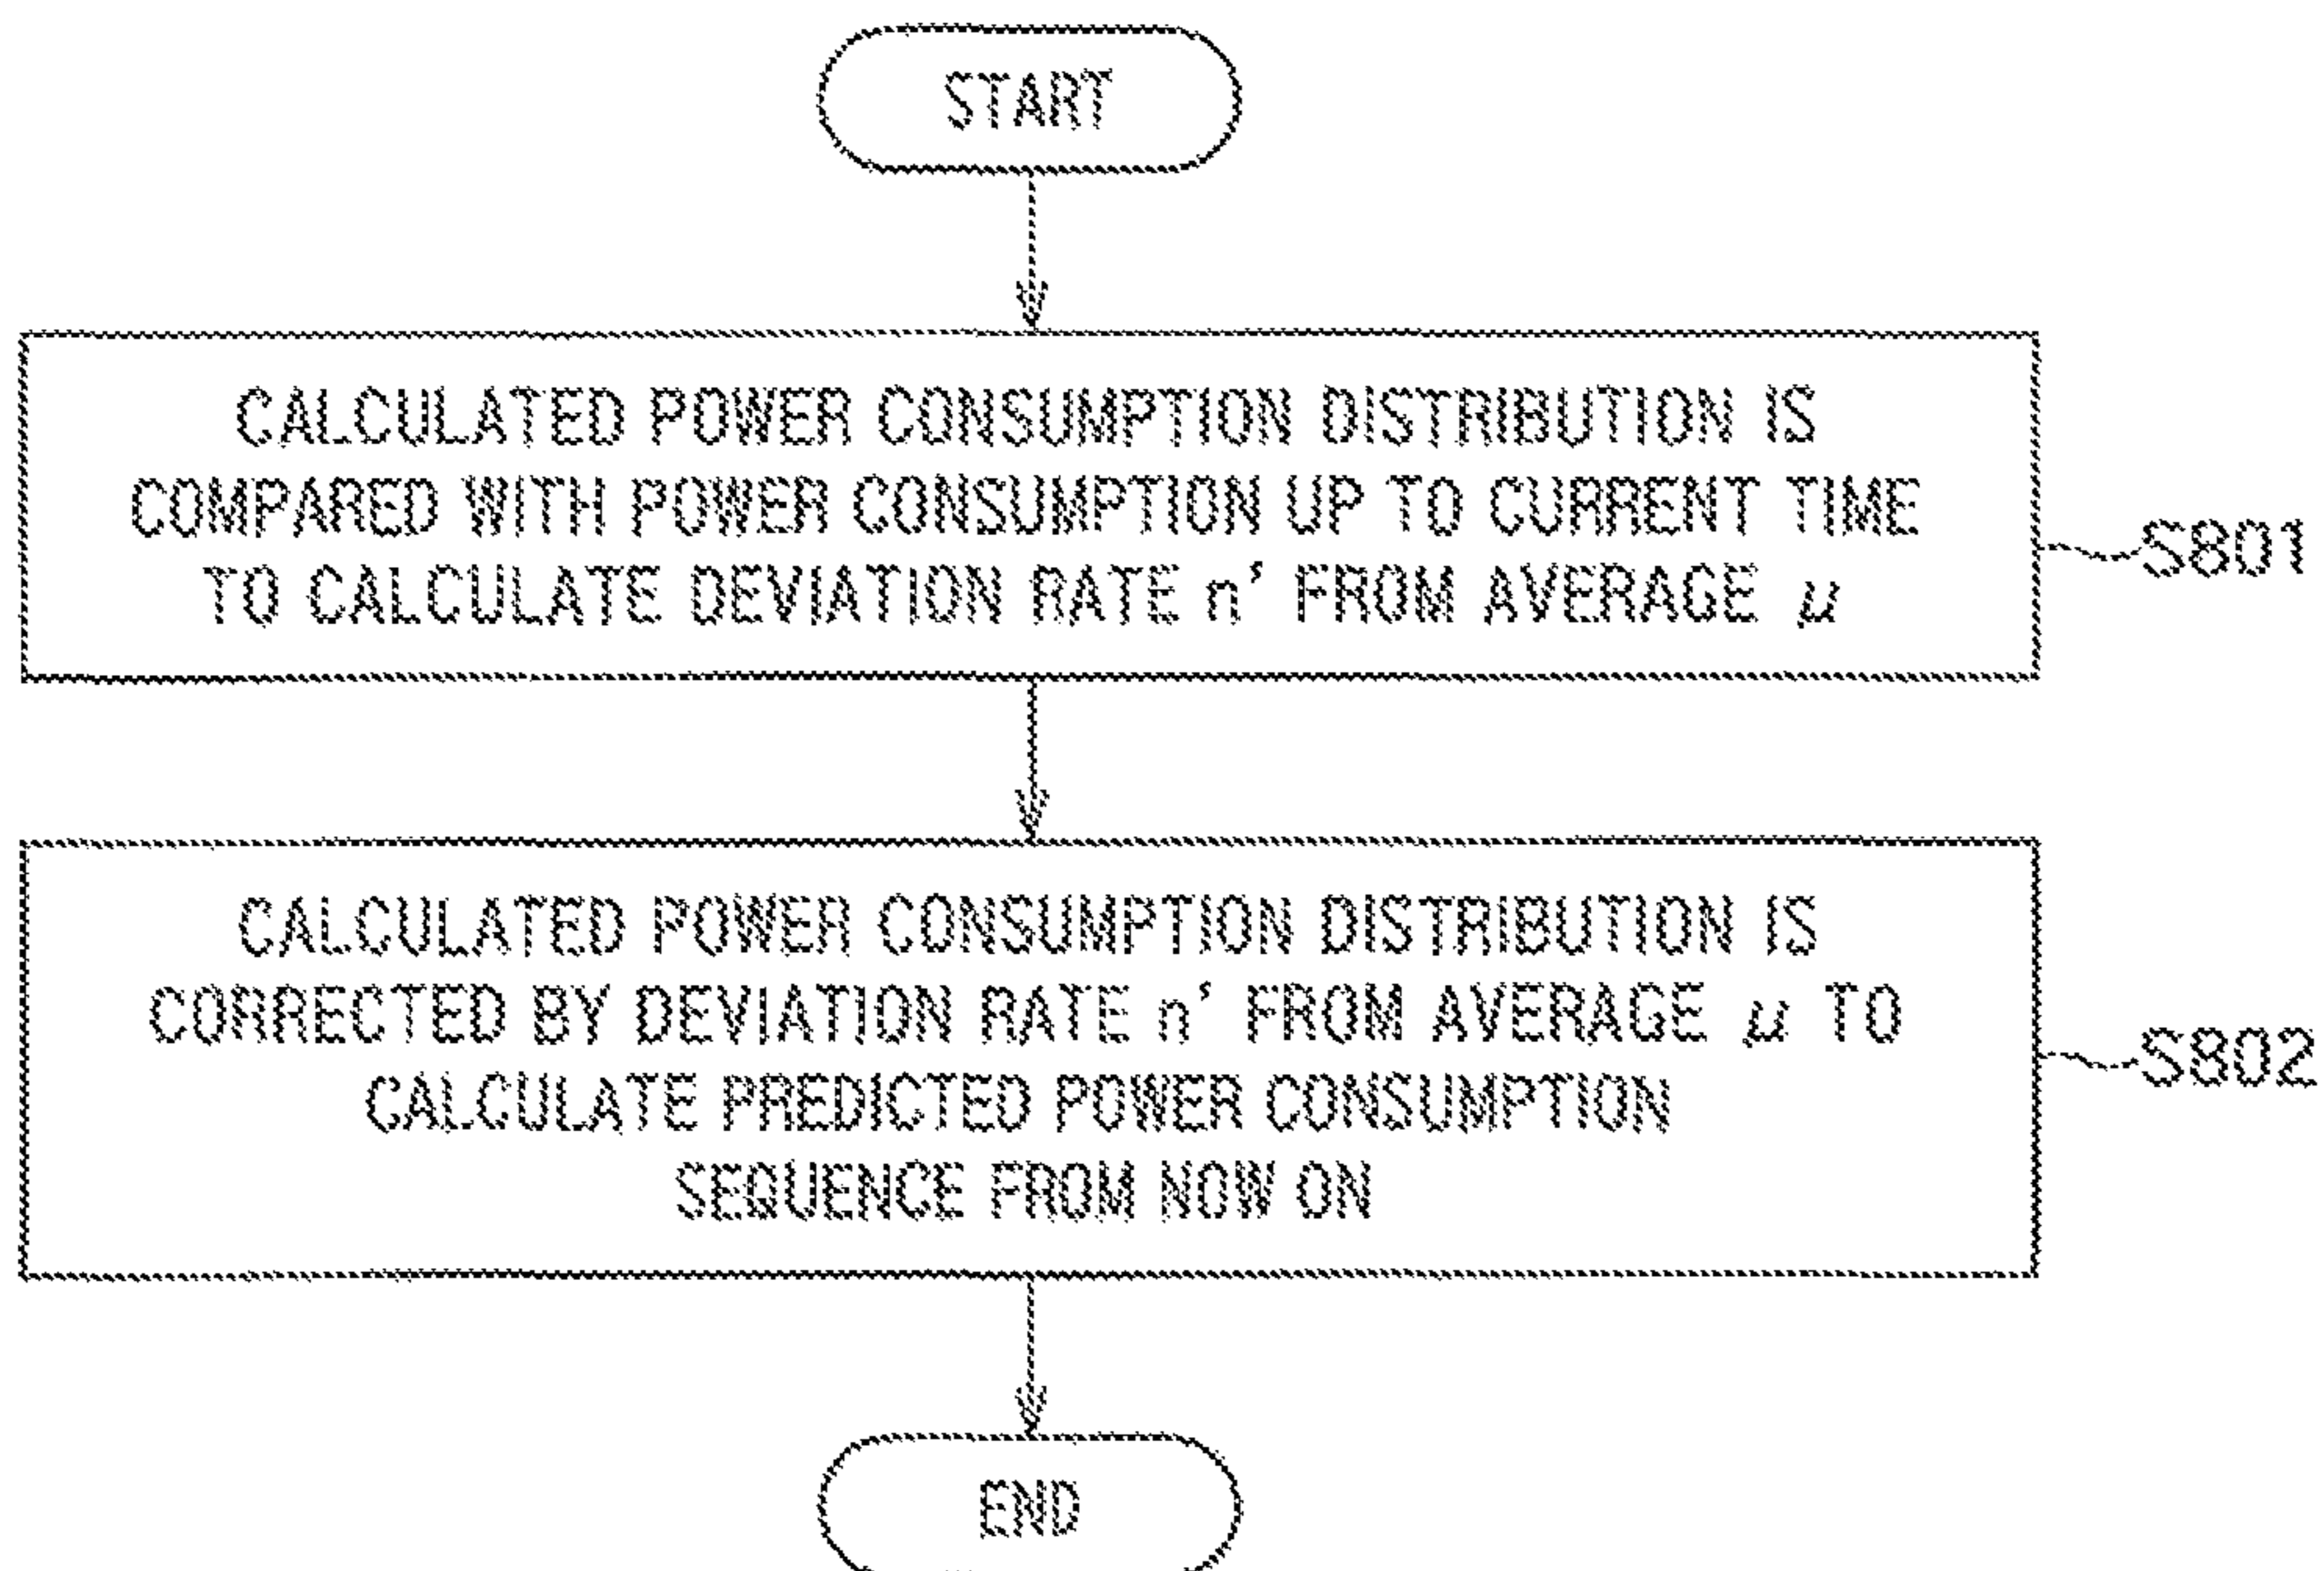 START
CALCULATED POWER CONSUMPTION DISTRIBUTION IS
COMPARED WITH POWER CONSUMPTION UP TO CURRENT TIME
TO CALCULATE DEVIATION RATE n' FROM AVERAGE μ
S801
CALCULATED POWER CONSUMPTION DISTRIBUTION IS
CORRECTED BY DEVIATION RATE n' FROM AVERAGE μ TO
CALCULATE PREDICTED POWER CONSUMPTION
SEQUENCE FROM NOW ON
S802
END